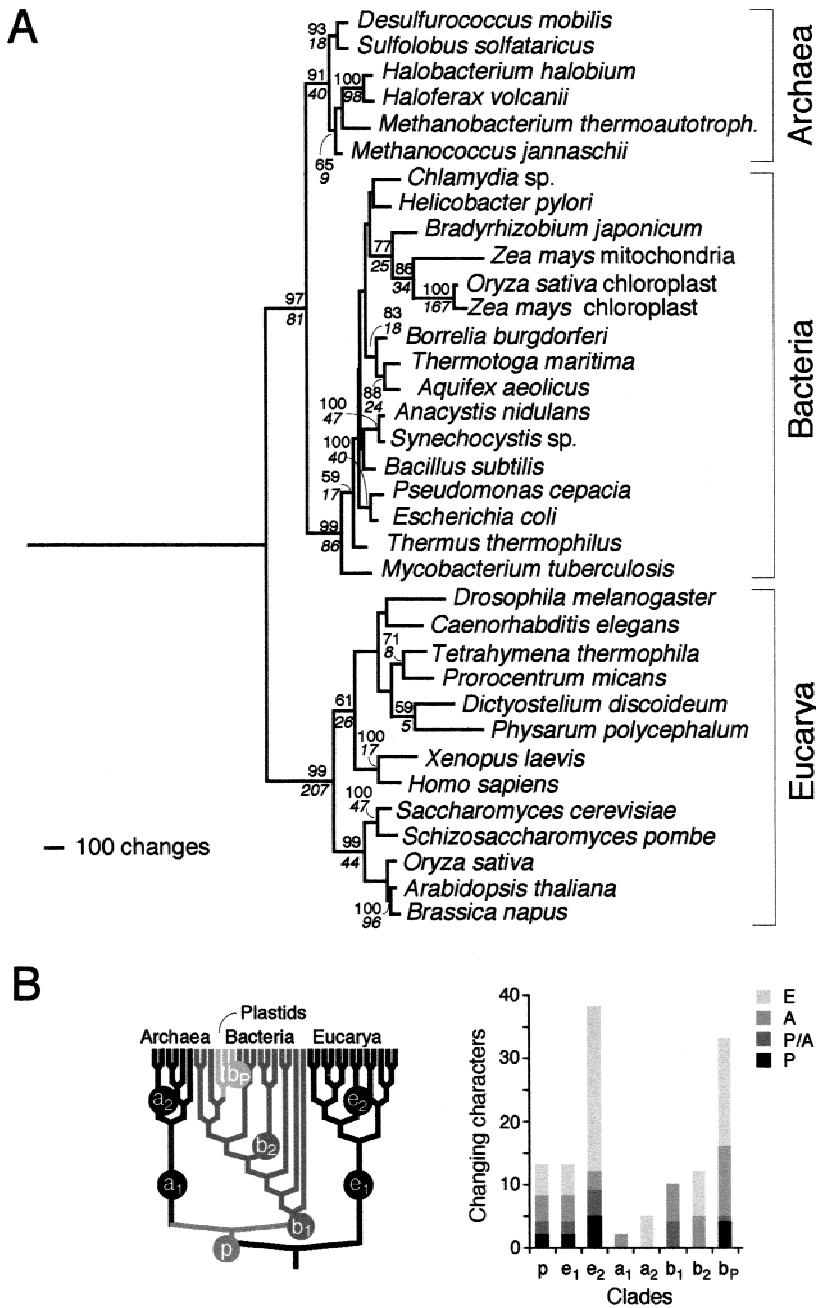 A
93
18
Desulfurococcus mobilis
Sulfolobus solfataricus
91
40
100
98
Halobacterium halobium
Haloferax volcanii
Methanobacterium thermoautotroph.
65
9
Methanococcus jannaschii
Archaea
Chlamydia sp.
Helicobacter pylori
77
25
Bradyrhizobium japonicum
86
34
Zea mays mitochondria
100
167
Oryza sativa chloroplast
Zea mays chloroplast
97
81
83
18
Borrelia burgdorferi
Thermotoga maritima
88
24
Aquifex aeolicus
100
47
Anacystis nidulans
Synechocystis sp.
100
40
Bacillus subtilis
59
17
Pseudomonas cepacia
Escherichia coli
99
86
Thermus thermophilus
Mycobacterium tuberculosis
Bacteria
Drosophila melanogaster
Caenorhabditis elegans
71
8
Tetrahymena thermophila
Prorocentrum micans
61
26
59
5
Dictyostelium discoideum
Physarum polycephalum
100
17
Xenopus laevis
Homo sapiens
99
207
100
47
Saccharomyces cerevisiae
Schizosaccharomyces pombe
99
44
Oryza sativa
Arabidopsis thaliana
100
96
Brassica napus
Eucarya
100 changes
B
Plastids
Archaea Bacteria Eucarya
bP
a2
e2
b2
a1
e1
b1
p
Changing characters
40
30
20
10
0
p e1 e2 a1 a2 b1 b2 bP
Clades
E
A
P/A
P